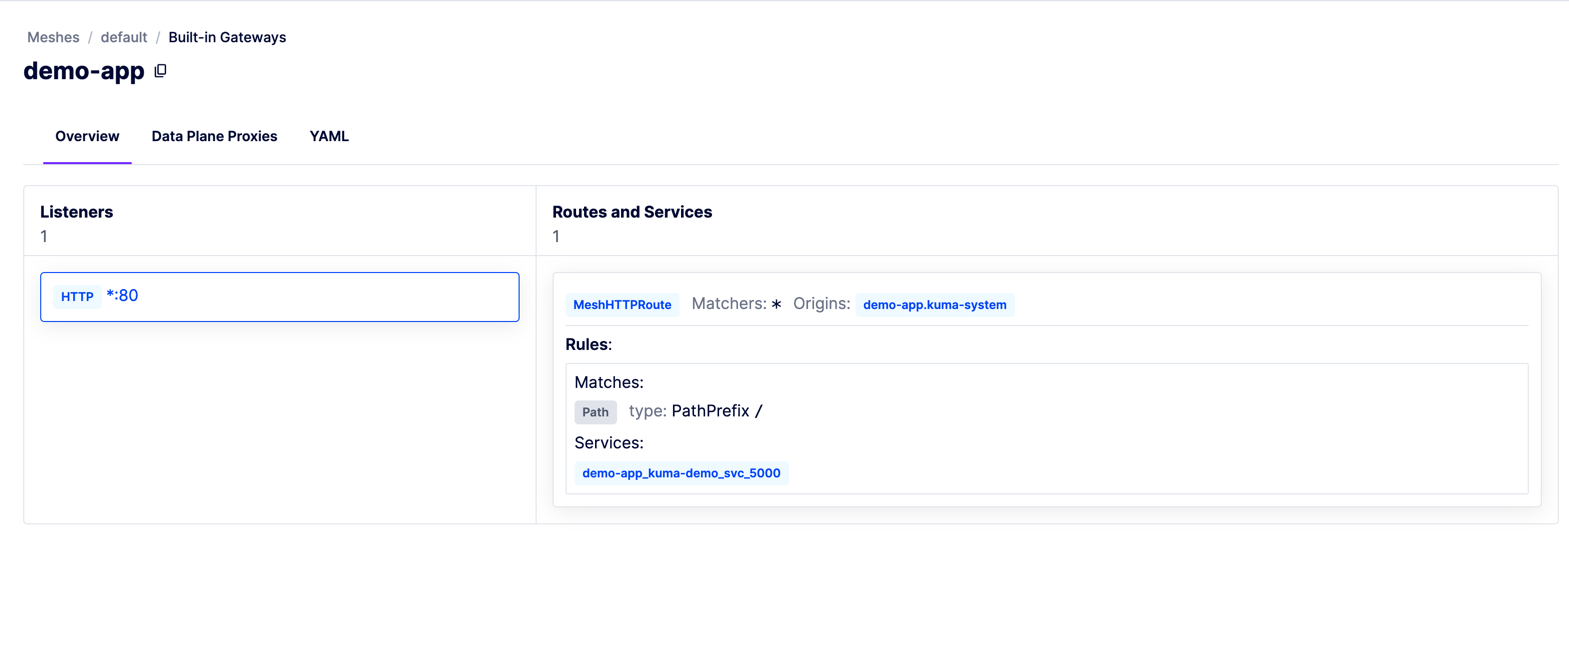 Meshes / default / Built-in Gateways
demo-app
Overview Data Plane Proxies YAML
Listeners
1
HTTP *:80
Routes and Services
1
MeshHTTPRoute Matchers: * Origins: demo-app.kuma-system
Rules:
Matches:
Path type: PathPrefix /
Services:
demo-app_kuma-demo_svc_5000